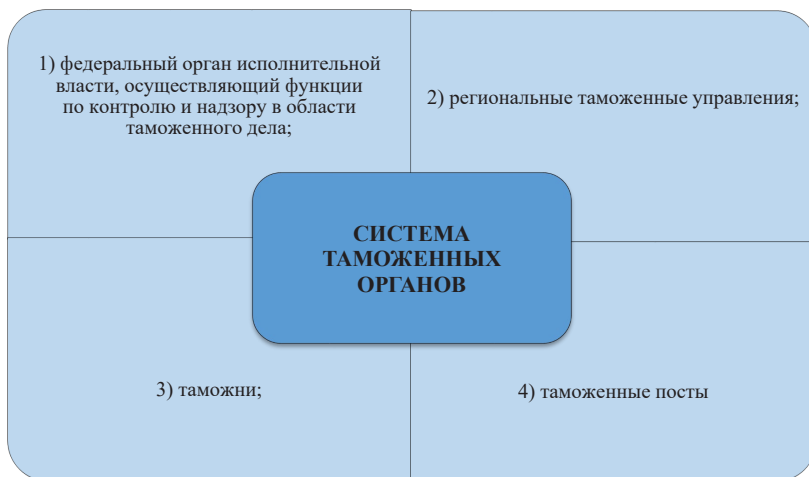 1) федеральный орган исполнительной
власти, осуществляющий функции
по контролю и надзору в области
таможенного дела;
2) региональные таможенные управления;
СИСТЕМА
ТАМОЖЕННЫХ
ОРГАНОВ
3) таможни;
4) таможенные посты